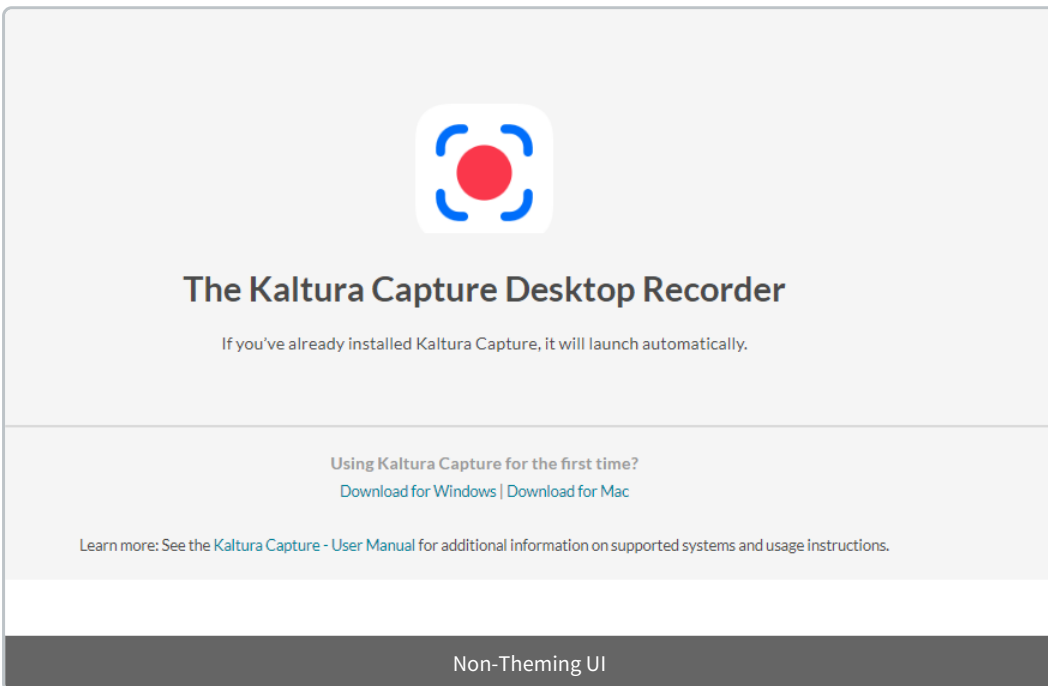 The Kaltura Capture Desktop Recorder
If you've already installed Kaltura Capture, it will launch automatically.
Using Kaltura Capture for the first time?
Download for Windows | Download for Mac
Learn more: See the Kaltura Capture - User Manual for additional information on supported systems and usage instructions.
Non-Theming UI